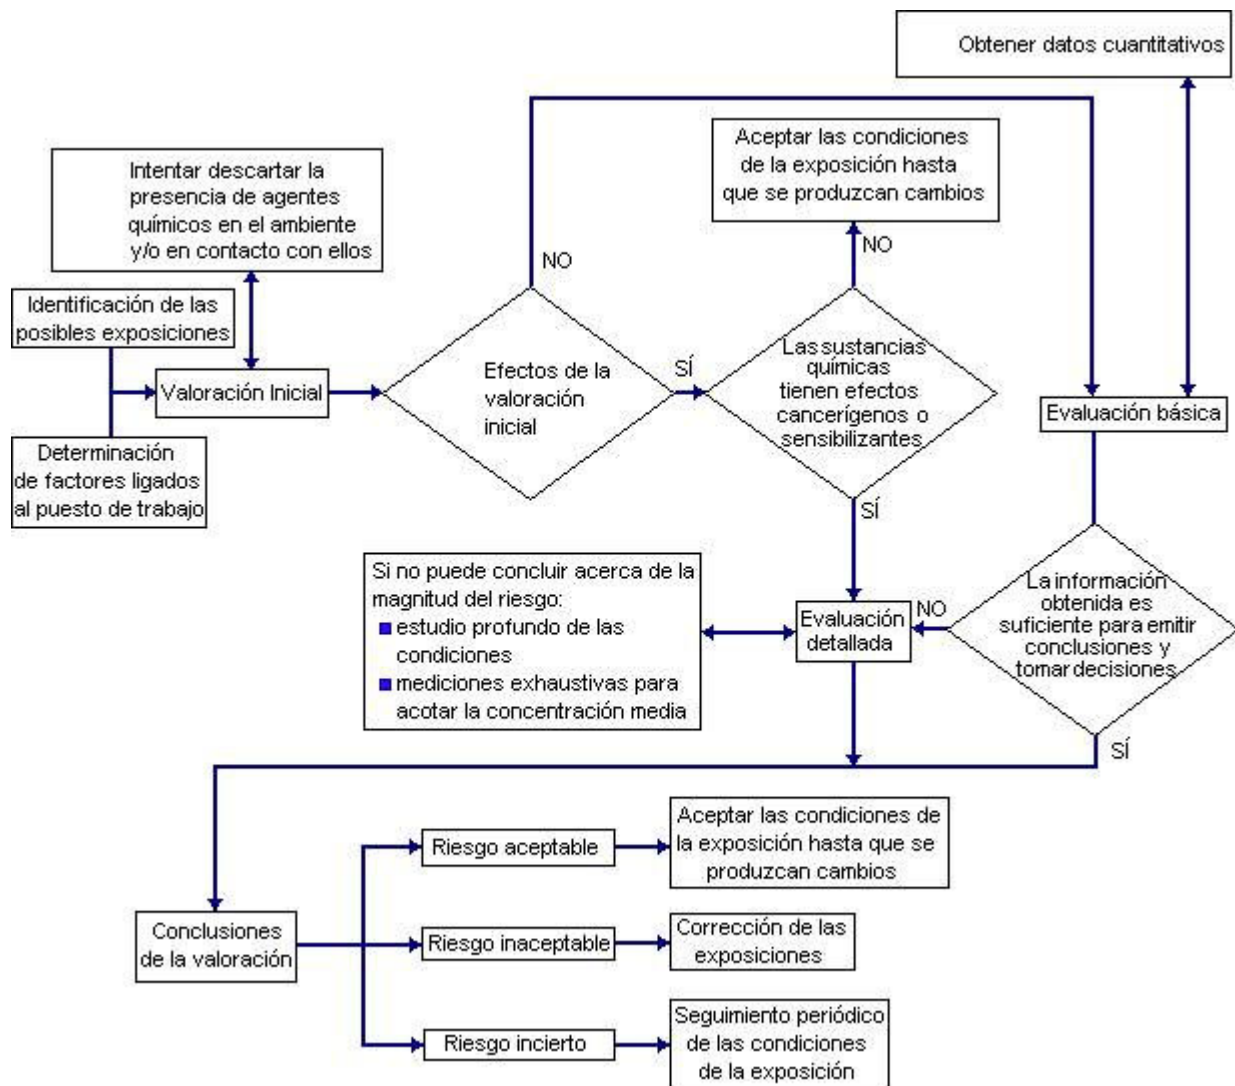 Obtener datos cuantitativos
Aceptar las condiciones
de la exposición hasta
que se produzcan cambios
Intentar descartar la
presencia de agentes
químicos en el ambiente
y/o en contacto con ellos
NO
NO
Identificación de las
posibles exposiciones
Valoración Inicial
Efectos de la
valoración
inicial
SÍ
Las sustancias
químicas
tienen efectos
cancerígenos o
sensibilizantes
Evaluación básica
Determinación
de factores ligados
al puesto de trabajo
SÍ
Si no puede concluir acerca de la
magnitud del riesgo:
estudio profundo de las
condiciones
mediciones exhaustivas para
acotar la concentración media
Evaluación
detallada
NO
La información
obtenida es
suficiente para emitir
conclusiones y
tomar decisiones
SÍ
Conclusiones
de la valoración
Riesgo aceptable
Aceptar las condiciones de
la exposición hasta que se
produzcan cambios
Riesgo inaceptable
Corrección de las
exposiciones
Riesgo incierto
Seguimiento periódico
de las condiciones
de la exposición